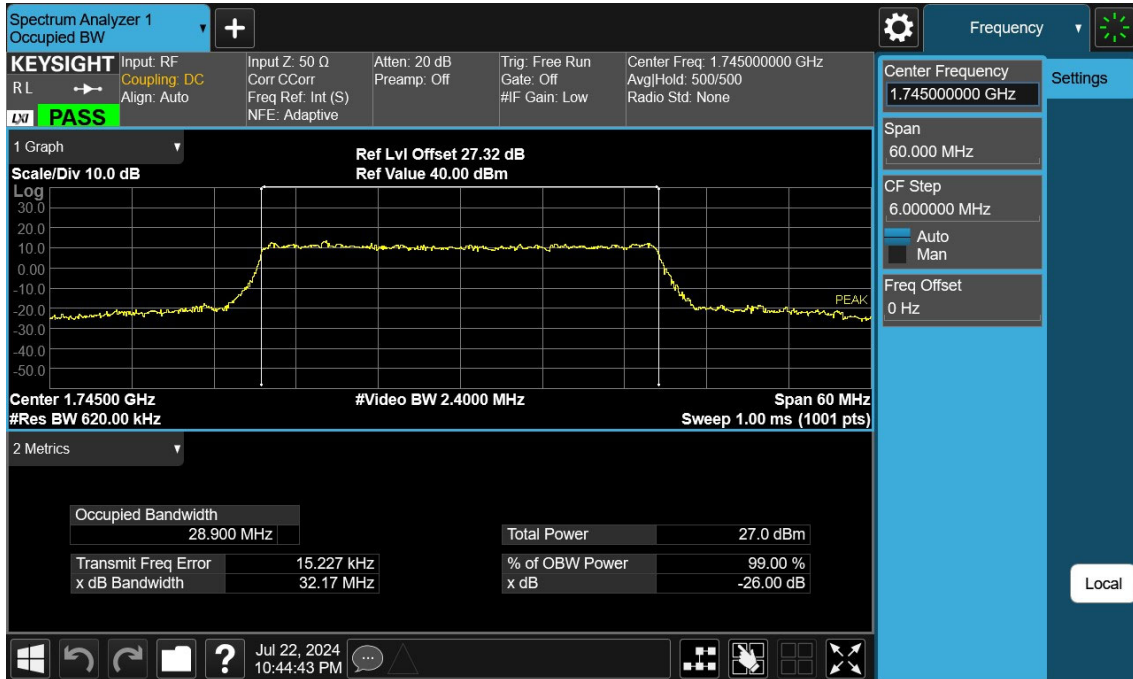 Spectrum Analyzer 1
Occupied BW
+
Frequency
KEYSIGHT
R L
LXI PASS
Input: RF
Coupling: DC
Align: Auto
Input Z: 50 Ω
Corr CCorr
Freq Ref: Int (S)
NFE: Adaptive
Atten: 20 dB
Preamp: Off
Trig: Free Run
Gate: Off
#IF Gain: Low
Center Freq: 1.745000000 GHz
Avg|Hold: 500/500
Radio Std: None
Center Frequency
1.745000000 GHz
Settings
Span
60.000 MHz
CF Step
6.000000 MHz
Auto
Man
Freq Offset
0 Hz
Local
1 Graph
Scale/Div 10.0 dB
Ref Lvl Offset 27.32 dB
Ref Value 40.00 dBm
Log
30.0
20.0
10.0
0.00
-10.0
-20.0
-30.0
-40.0
-50.0
PEAK
Center 1.74500 GHz
#Video BW 2.4000 MHz
Span 60 MHz
#Res BW 620.00 kHz
Sweep 1.00 ms (1001 pts)
2 Metrics
Occupied Bandwidth
28.900 MHz
Total Power 27.0 dBm
Transmit Freq Error 15.227 kHz
% of OBW Power 99.00 %
x dB Bandwidth 32.17 MHz
x dB -26.00 dB
?
Jul 22, 2024
10:44:43 PM